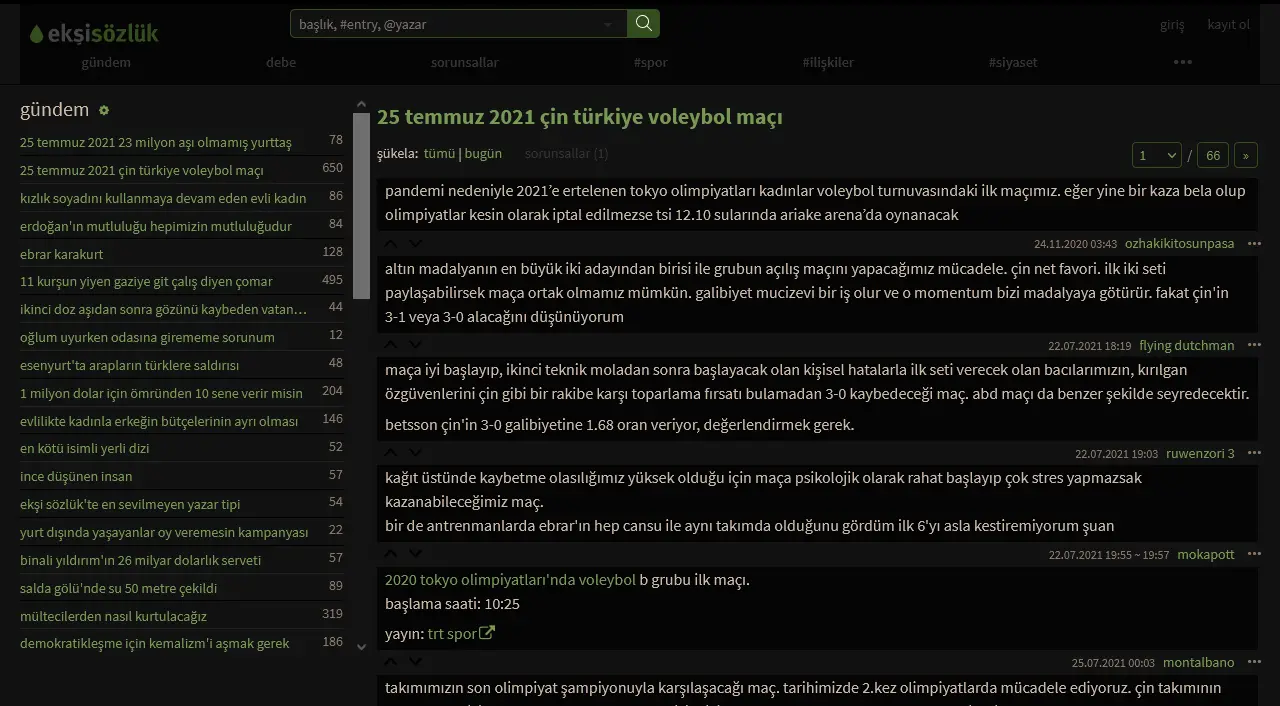 ekşisözlük
başlık, #entry, @yazar
giriş
kayıt ol
gündem
debe
sorunsallar
#spor
#ilişkiler
#siyaset
gündem
25 temmuz 2021 23 milyon aşı olmamış yurttaş 78
25 temmuz 2021 çin türkiye voleybol maçı 650
kızlık soyadını kullanmaya devam eden evli kadın 86
erdoğan'ın mutluluğu hepimizin mutluluğudur 84
ebrar karakurt 128
11 kurşun yiyen gaziye git çalış diyen çomar 495
ikinci doz aşıdan sonra gözünü kaybeden vatan… 44
oğlum uyurken odasına girememe sorunum 12
esenyurt'ta arapların türklere saldırısı 48
1 milyon dolar için ömründen 10 sene verir misin 204
evlilikte kadınla erkeğin bütçelerinin ayrı olması 146
en kötü isimli yerli dizi 52
ince düşünen insan 57
ekşi sözlük'te en sevilmeyen yazar tipi 54
yurt dışında yaşayanlar oy veremesin kampanyası 22
binali yıldırım'ın 26 milyar dolarlık serveti 57
salda gölü'nde su 50 metre çekildi 89
mültecilerden nasıl kurtulacağız 319
demokratikleşme için kemalizm'i aşmak gerek 186
25 temmuz 2021 çin türkiye voleybol maçı
şükela: tümü | bugün sorunsallar (1)
1 / 66 »
pandemi nedeniyle 2021’e ertelenen tokyo olimpiyatları kadınlar voleybol turnuvasındaki ilk maçımız. eğer yine bir kaza bela olup
olimpiyatlar kesin olarak iptal edilmezse tsi 12.10 sularında ariake arena’da oynanacak
24.11.2020 03:43 ozhakikitosunpasa
altın madalyanın en büyük iki adayından birisi ile grubun açılış maçını yapacağımız mücadele. çin net favori. ilk iki seti
paylaşabilirsek maça ortak olmamız mümkün. galibiyet mucizevi bir iş olur ve o momentum bizi madalyaya götürür. fakat çin'in
3-1 veya 3-0 alacağını düşünüyorum
22.07.2021 18:19 flying dutchman
maça iyi başlayıp, ikinci teknik moladan sonra başlayacak olan kişisel hatalarla ilk seti verecek olan bacılarımızın, kırılgan
özgüvenlerini çin gibi bir rakibe karşı toparlama fırsatı bulamadan 3-0 kaybedeceği maç. abd maçı da benzer şekilde seyredecektir.
betsson çin'in 3-0 galibiyetine 1.68 oran veriyor, değerlendirmek gerek.
22.07.2021 19:03 ruwenzori 3
kağıt üstünde kaybetme olasılığımız yüksek olduğu için maça psikolojik olarak rahat başlayıp çok stres yapmazsak
kazanabileceğimiz maç.
bir de antrenmanlarda ebrar'ın hep cansu ile aynı takımda olduğunu gördüm ilk 6'yı asla kestiremiyorum şuan
22.07.2021 19:55 ~ 19:57 mokapott
2020 tokyo olimpiyatları'nda voleybol b grubu ilk maçı.
başlama saati: 10:25
yayın: trt spor
25.07.2021 00:03 montalbano
takımımızın son olimpiyat şampiyonuyla karşılaşacağı maç. tarihimizde 2.kez olimpiyatlarda mücadele ediyoruz. çin takımının